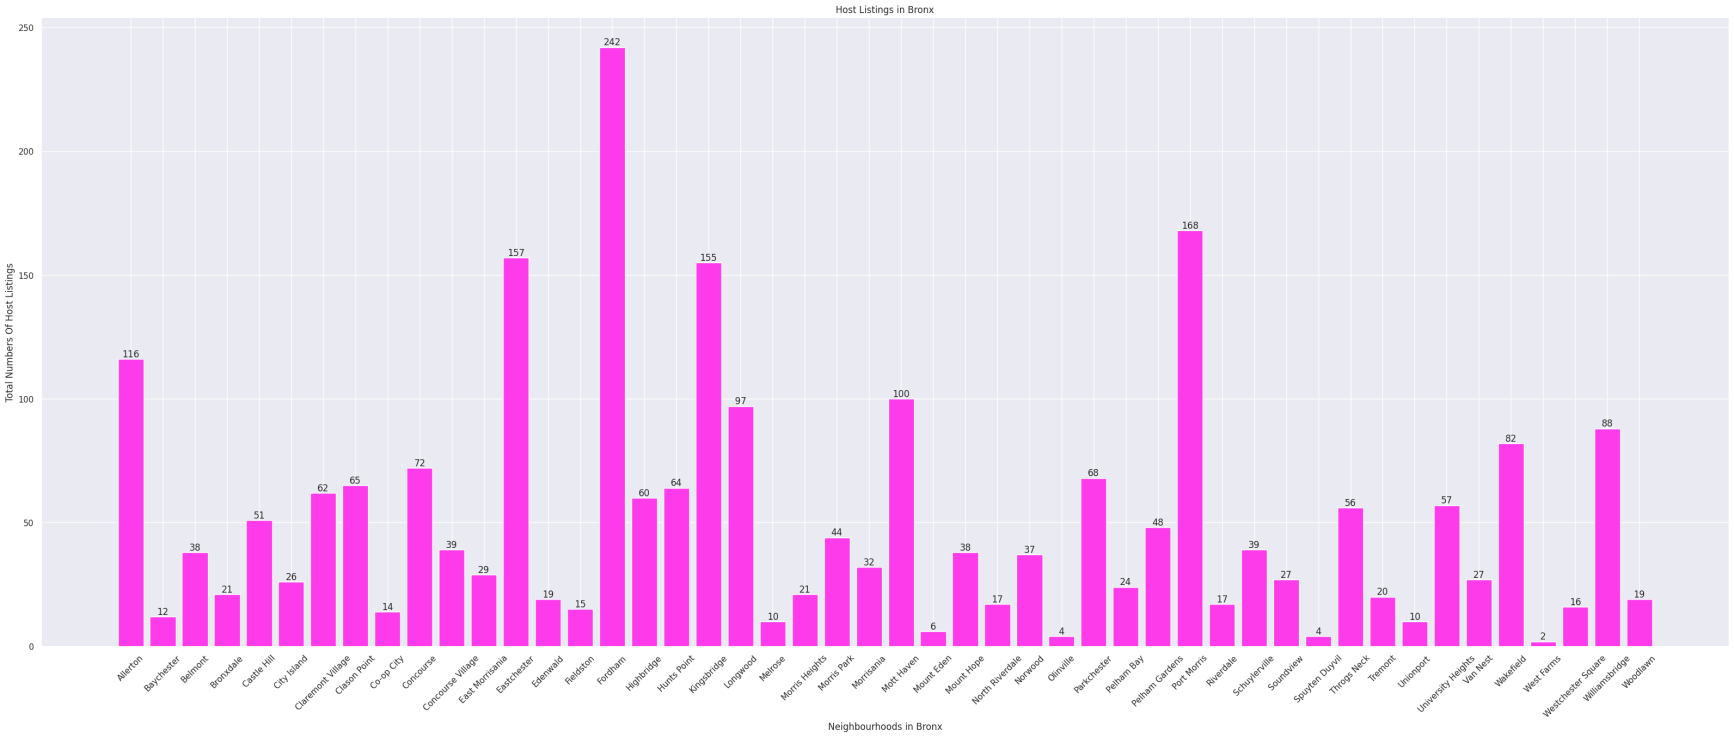 Host Listings in Bronx
Total Numbers Of Host Listings
250
200
150
100
50
0
116
12
38
21
51
26
62
65
14
72
39
29
157
19
15
242
60
64
155
97
10
21
44
32
100
6
38
17
37
4
68
24
48
168
17
39
27
4
56
20
10
57
27
82
2
16
88
19
Allerton
Baychester
Belmont
Bronxdale
Castle Hill
City Island
Claremont Village
Clason Point
Co-op City
Concourse
Concourse Village
East Morrisania
Eastchester
Edenwald
Fieldston
Fordham
Highbridge
Hunts Point
Kingsbridge
Longwood
Melrose
Morris Heights
Morris Park
Morrisania
Mott Haven
Mount Eden
Mount Hope
North Riverdale
Norwood
Olinville
Parkchester
Pelham Bay
Pelham Gardens
Port Morris
Riverdale
Schuylerville
Soundview
Spuyten Duyvil
Throgs Neck
Tremont
Unionport
University Heights
Van Nest
Wakefield
West Farms
Westchester Square
Williamsbridge
Woodlawn
Neighbourhoods in Bronx